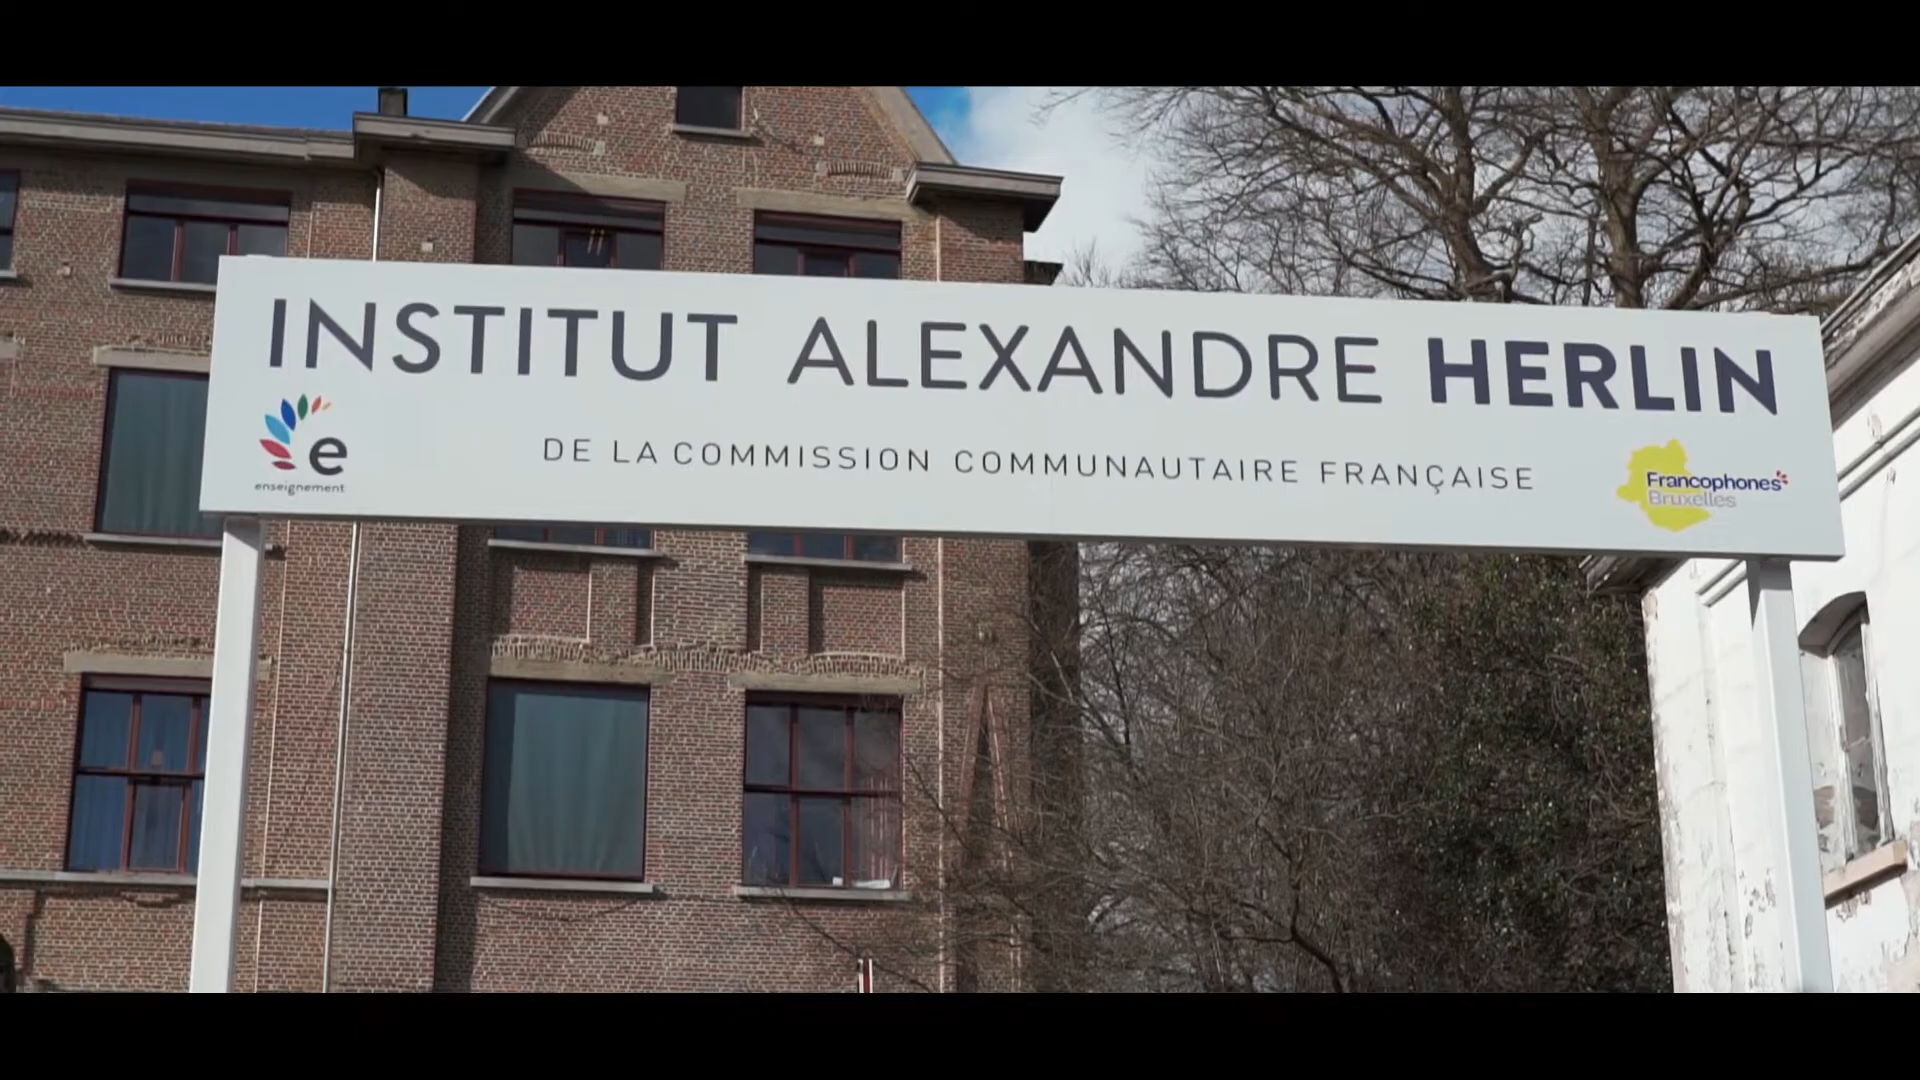 INSTITUT ALEXANDRE HERLIN
e
enseignement
DE LA COMMISSION COMMUNAUTAIRE FRANÇAISE
Francophones
Bruxelles